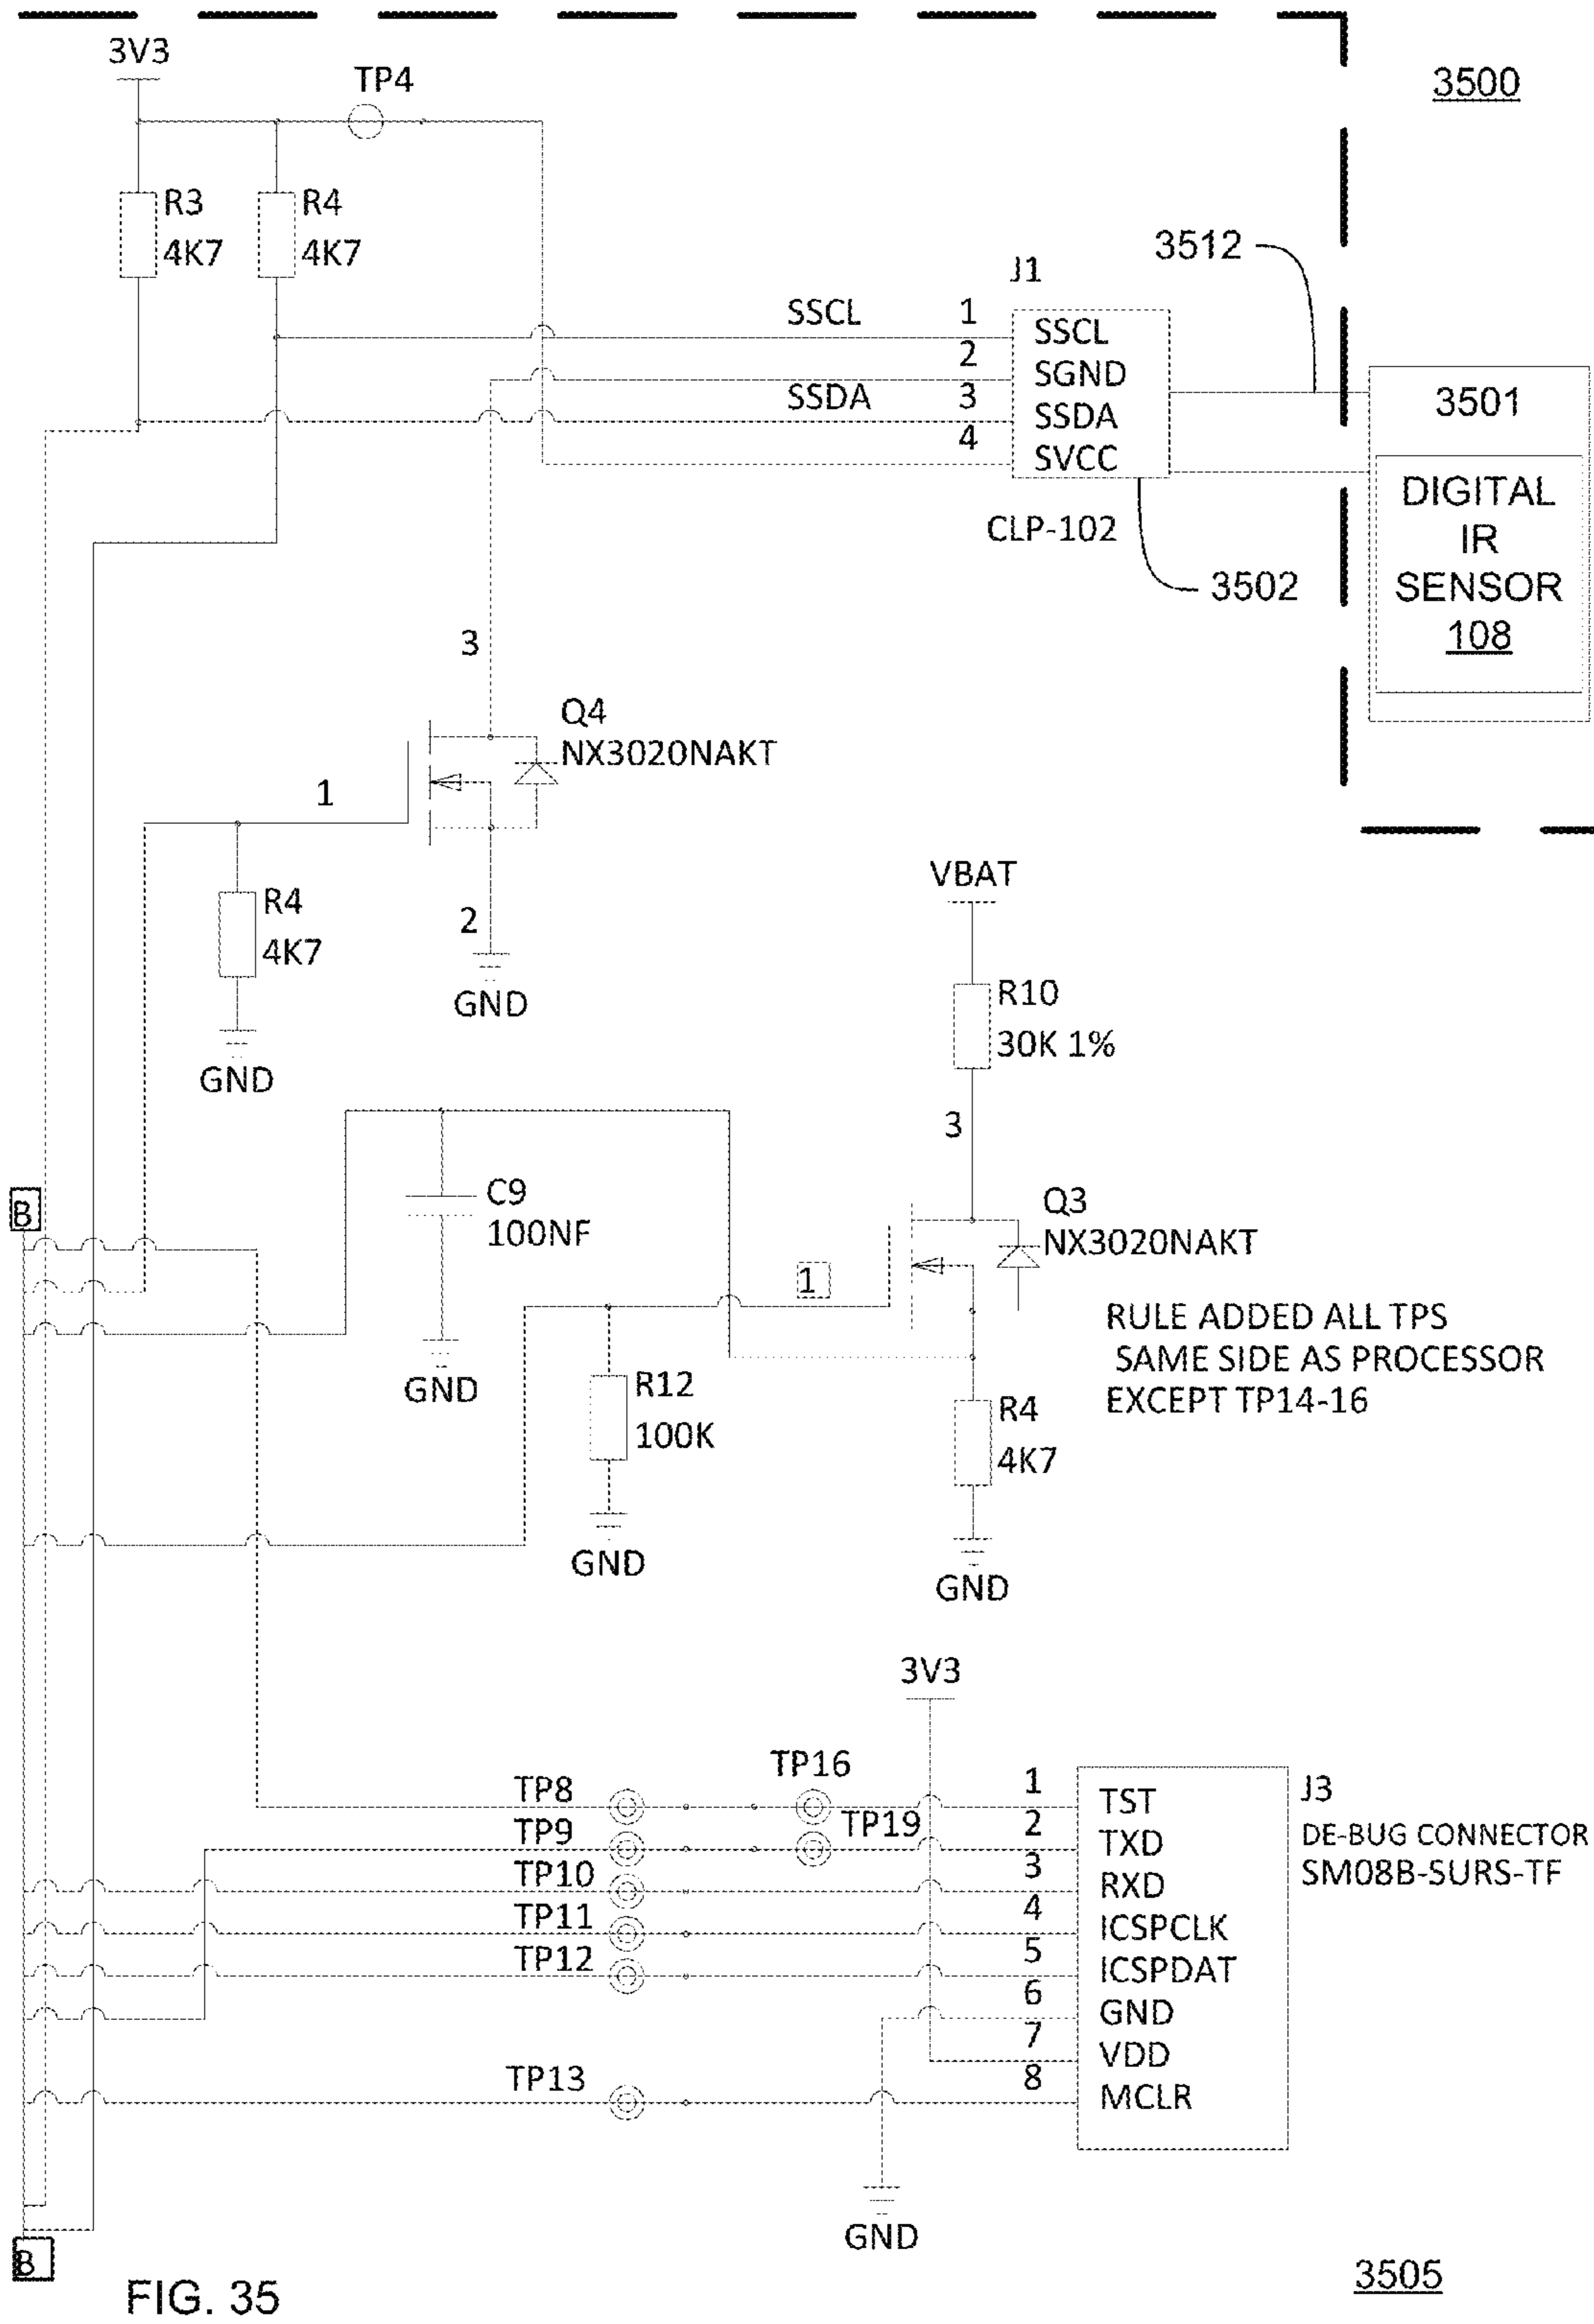 3V3
TP4
3500
R3
4K7
R4
4K7
3512
J1
SSCL
1
SSCL
2
SGND
SSDA
3
SSDA
4
SVCC
3501
DIGITAL
IR
SENSOR
108
CLP-102
3502
3
Q4
NX3020NAKT
1
R4
4K7
2
GND
GND
VBAT
R10
30K 1%
3
B
C9
100NF
Q3
NX3020NAKT
1
RULE ADDED ALL TPS
SAME SIDE AS PROCESSOR
EXCEPT TP14-16
GND
R12
100K
R4
4K7
GND
GND
3V3
TP8
TP16
1
TST
J3
TP9
TP19
2
TXD
DE-BUG CONNECTOR
SM08B-SURS-TF
TP10
3
RXD
TP11
4
ICSPCLK
TP12
5
ICSPDAT
6
GND
7
VDD
TP13
8
MCLR
GND
B
FIG. 35
3505